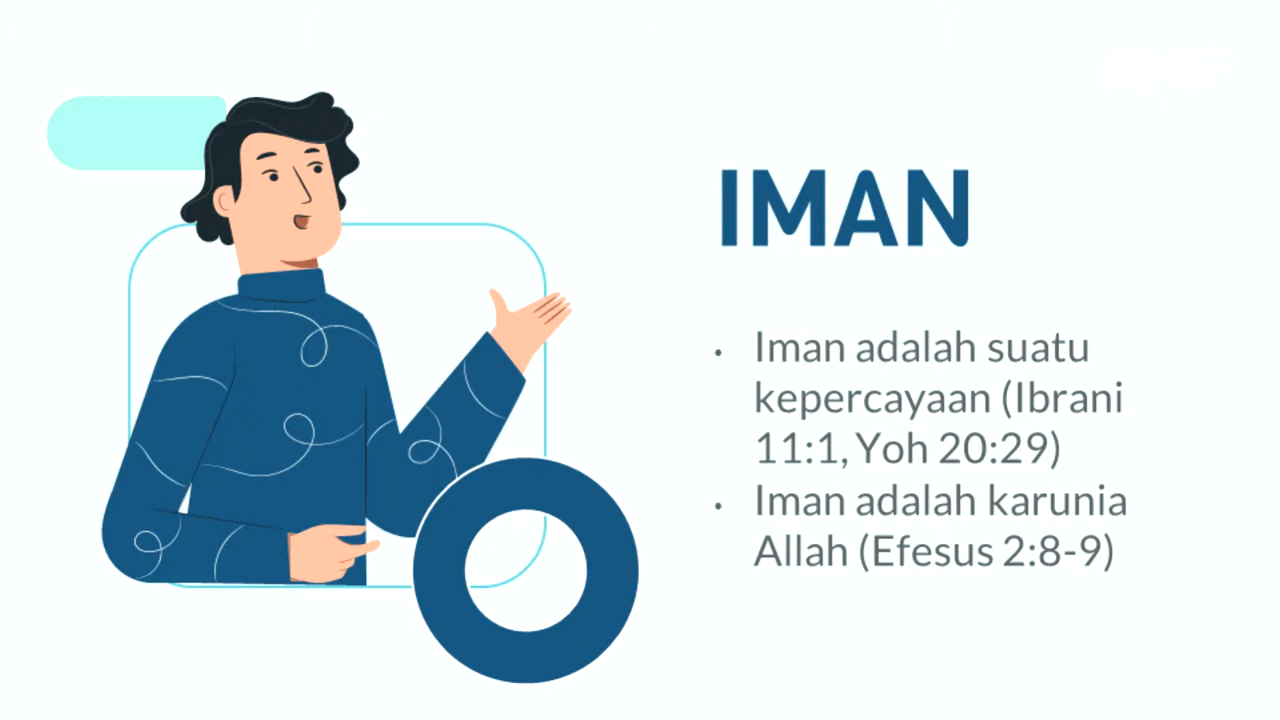 IMAN
• Iman adalah suatu
kepercayaan (Ibrani
11:1, Yoh 20:29)
• Iman adalah karunia
Allah (Efesus 2:8-9)